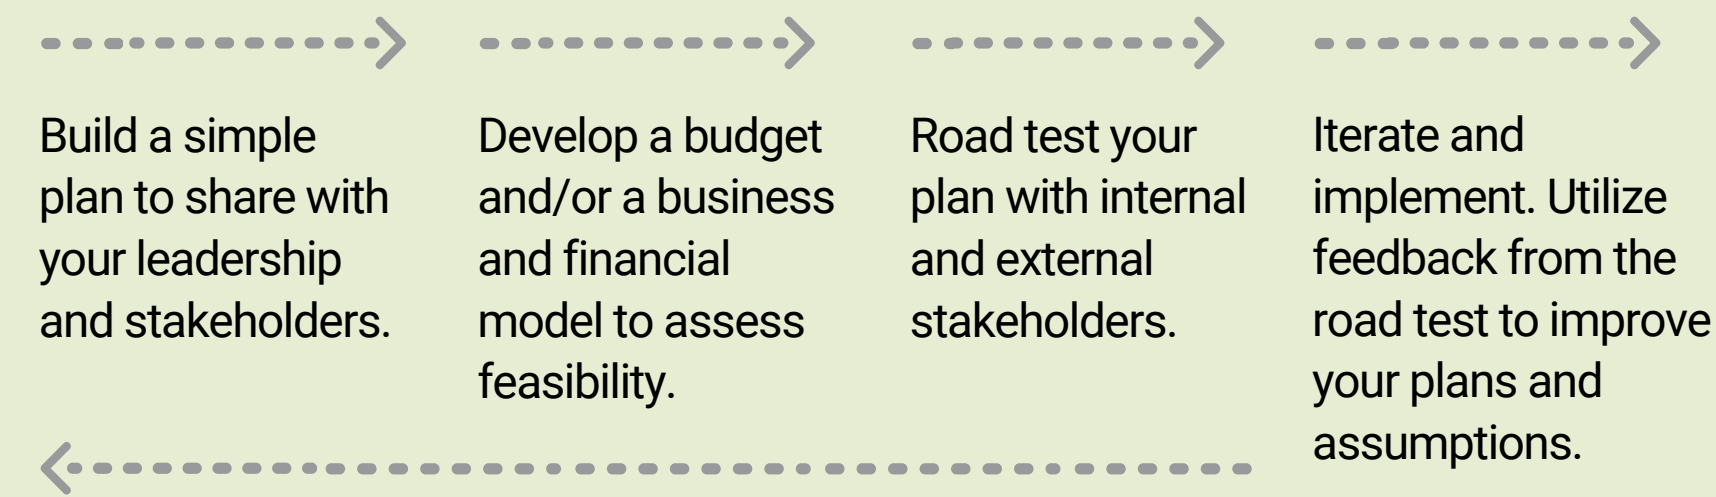 Build a simple
plan to share with
your leadership
and stakeholders.
Develop a budget
and/or a business
and financial
model to assess
feasibility.
Road test your
plan with internal
and external
stakeholders.
Iterate and
implement. Utilize
feedback from the
road test to improve
your plans and
assumptions.